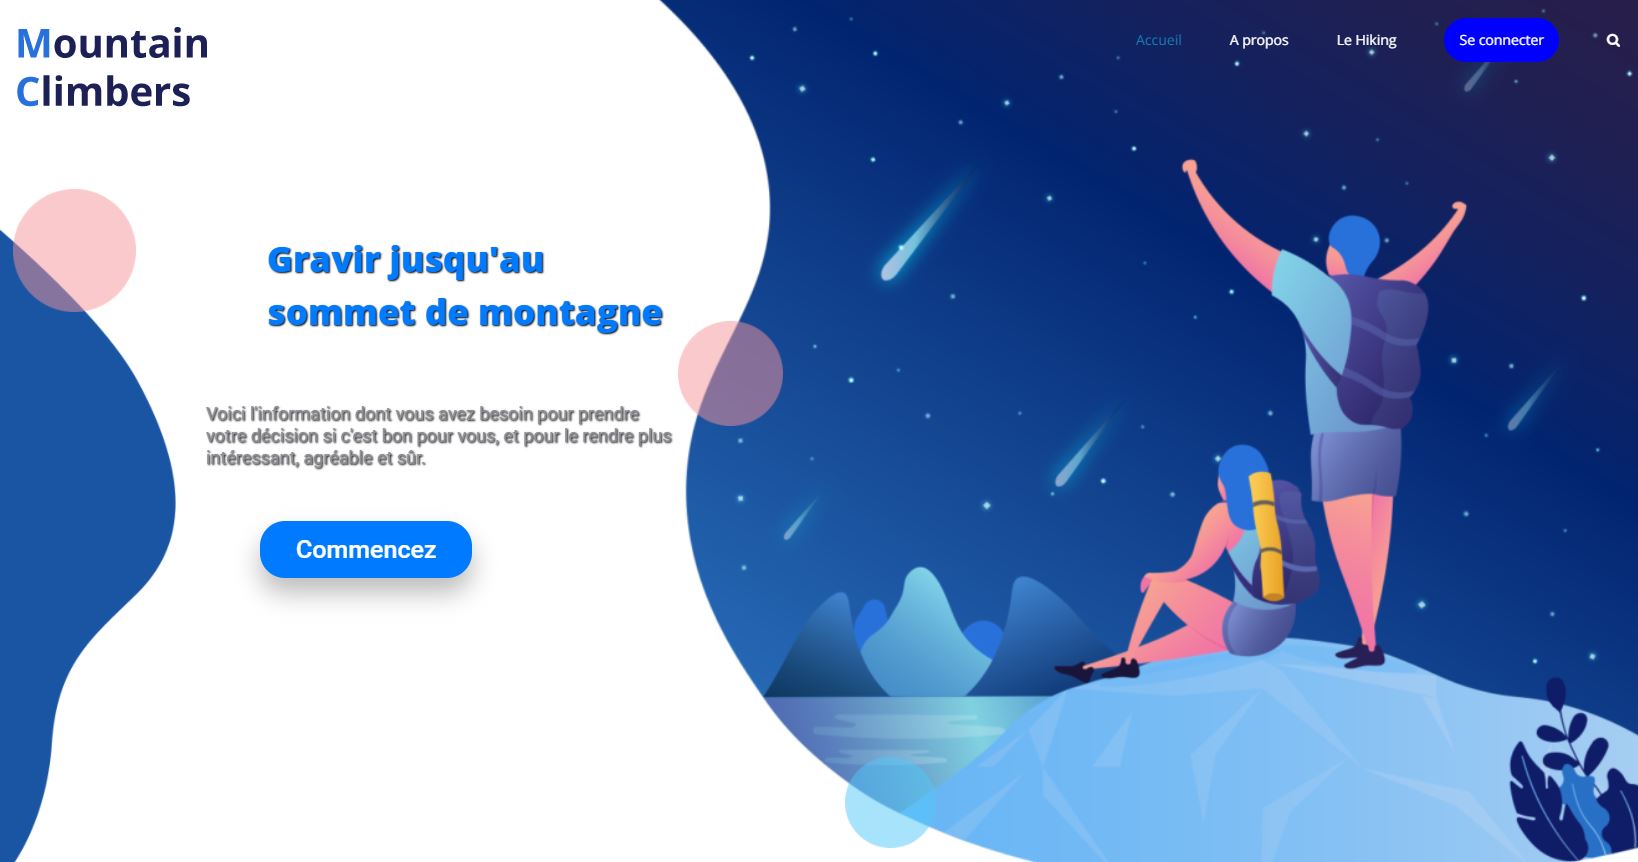 Mountain
Climbers
Accueil
A propos
Le Hiking
Se connecter
Gravir jusqu'au
sommet de montagne
Voici l'information dont vous avez besoin pour prendre
votre décision si c'est bon pour vous, et pour le rendre plus
intéressant, agréable et sûr.
Commencez